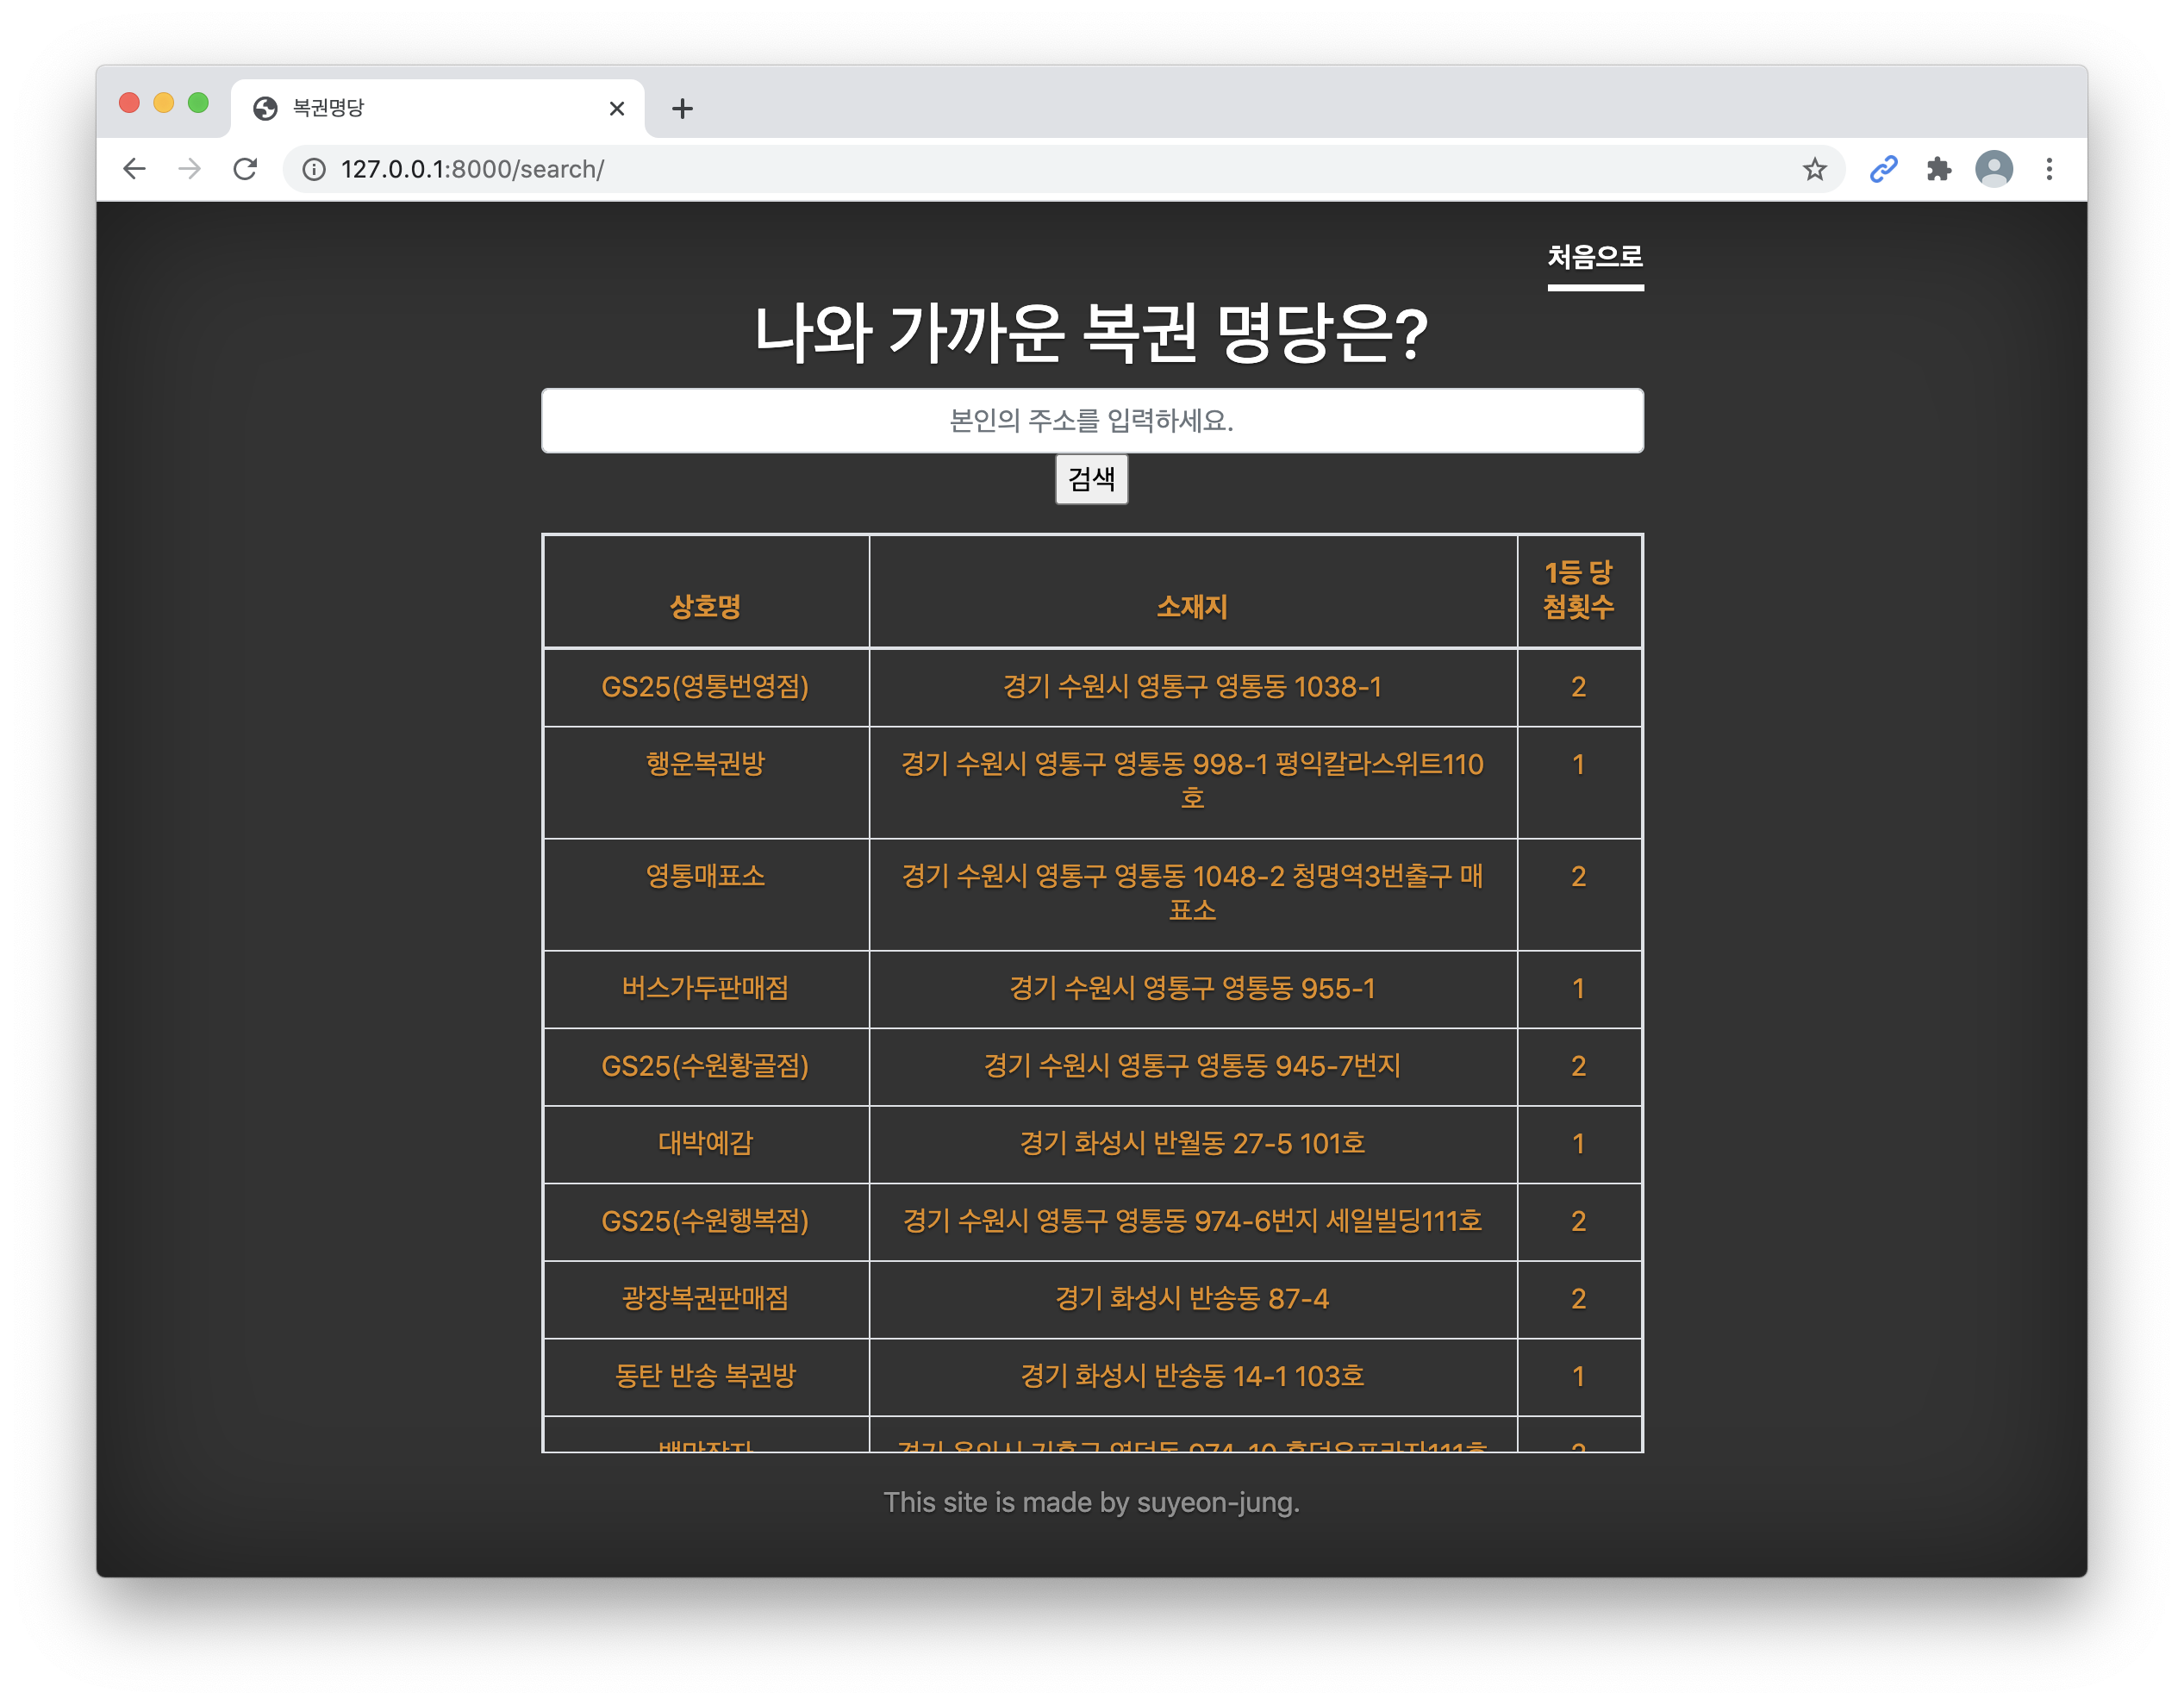 복권명당
127.0.0.1:8000/search/
처음으로
나와 가까운 복권 명당은?
본인의 주소를 입력하세요.
검색
상호명 소재지 1등 당
첨횟수
GS25(영통번영점) 경기 수원시 영통구 영통동 1038-1 2
행운복권방 경기 수원시 영통구 영통동 998-1 평익칼라스위트110 1
호
영통매표소 경기 수원시 영통구 영통동 1048-2 청명역3번출구 매 2
표소
버스가두판매점 경기 수원시 영통구 영통동 955-1 1
GS25(수원황골점) 경기 수원시 영통구 영통동 945-7번지 2
대박예감 경기 화성시 반월동 27-5 101호 1
GS25(수원행복점) 경기 수원시 영통구 영통동 974-6번지 세일빌딩111호 2
광장복권판매점 경기 화성시 반송동 87-4 2
동탄 반송 복권방 경기 화성시 반송동 14-1 103호 1
경기 용인시 기흥구 영덕동 974-10
This site is made by suyeon-jung.